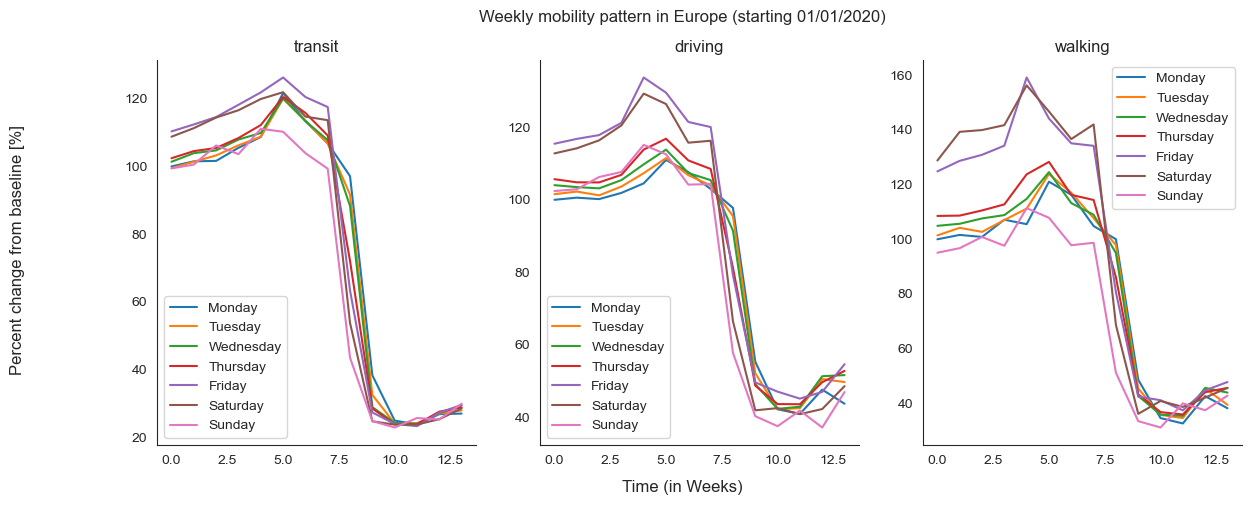 Weekly mobility pattern in Europe (starting 01/01/2020)
Percent change from baseline [%]
transit
120
100
80
60
40
20
Monday
Tuesday
Wednesday
Thursday
Friday
Saturday
Sunday
0.0 2.5 5.0 7.5 10.0 12.5
driving
120
100
80
60
40
Monday
Tuesday
Wednesday
Thursday
Friday
Saturday
Sunday
0.0 2.5 5.0 7.5 10.0 12.5
walking
160
140
120
100
80
60
40
Monday
Tuesday
Wednesday
Thursday
Friday
Saturday
Sunday
0.0 2.5 5.0 7.5 10.0 12.5
Time (in Weeks)